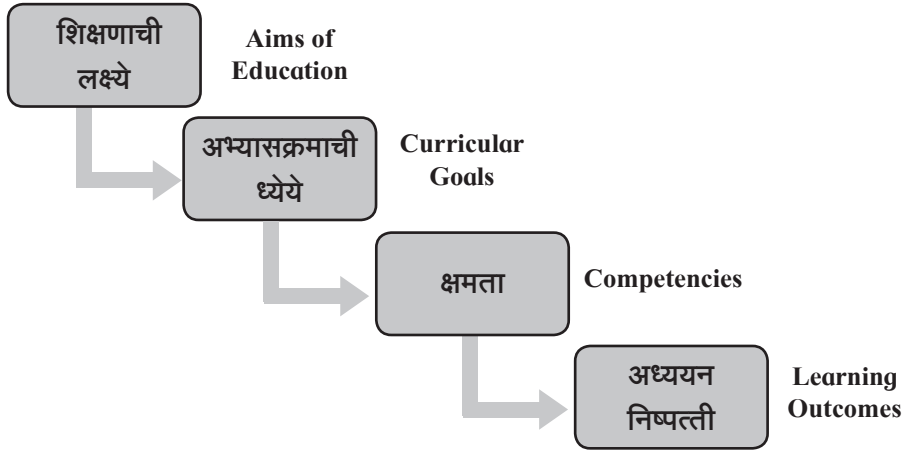 शिक्षणाची
लक्ष्ये
Aims of
Education
अभ्यासक्रमाची
ध्येये
Curricular
Goals
क्षमता
Competencies
अध्ययन
निष्पत्ती
Learning
Outcomes